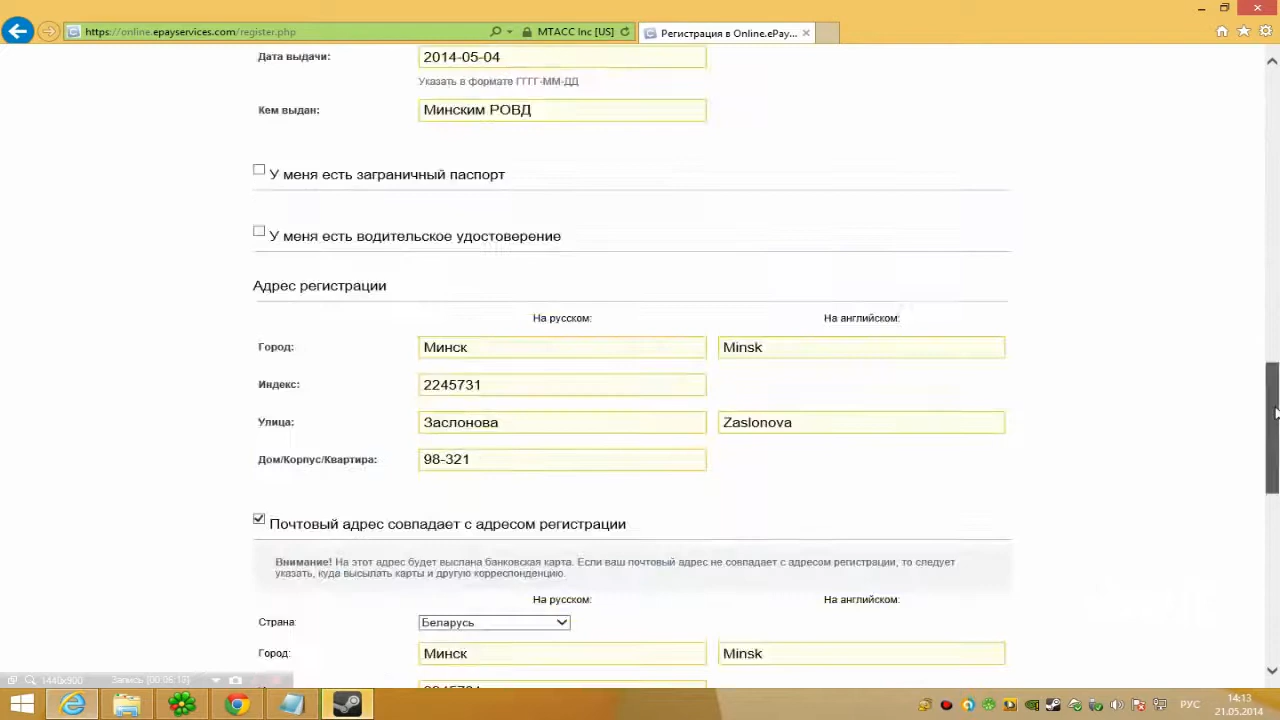 https://online.epayservices.com/register.php
MTACC Inc [US]
Регистрация в Online.ePay...
Дата выдачи:
2014-05-04
Указать в формате ГГГГ-ММ-ДД
Кем выдан:
Минским РОВД
У меня есть заграничный паспорт
У меня есть водительское удостоверение
Адрес регистрации
На русском:
На английском:
Город:
Минск
Minsk
Индекс:
2245731
Улица:
Заслонова
Zaslonova
Дом/Корпус/Квартира:
98-321
Почтовый адрес совпадает с адресом регистрации
Внимание! На этот адрес будет выслана банковская карта. Если ваш почтовый адрес не совпадает с адресом регистрации, то следует
указать, куда высылать карты и другую корреспонденцию.
На русском:
На английском:
Страна:
Беларусь
Город:
Минск
Minsk
1440x900
Запись [00:06:13]
РУС
14:13
21.05.2014